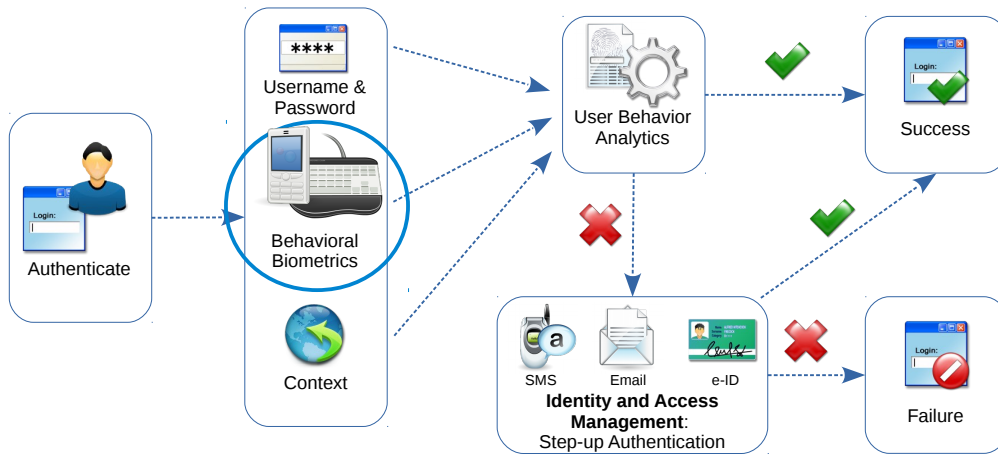 ****
Username &
Password
Login:
Authenticate
Behavioral
Biometrics
Context
User Behavior
Analytics
Login:
Success
a
SMS
Email
e-ID
Identity and Access
Management:
Step-up Authentication
Login:
Failure